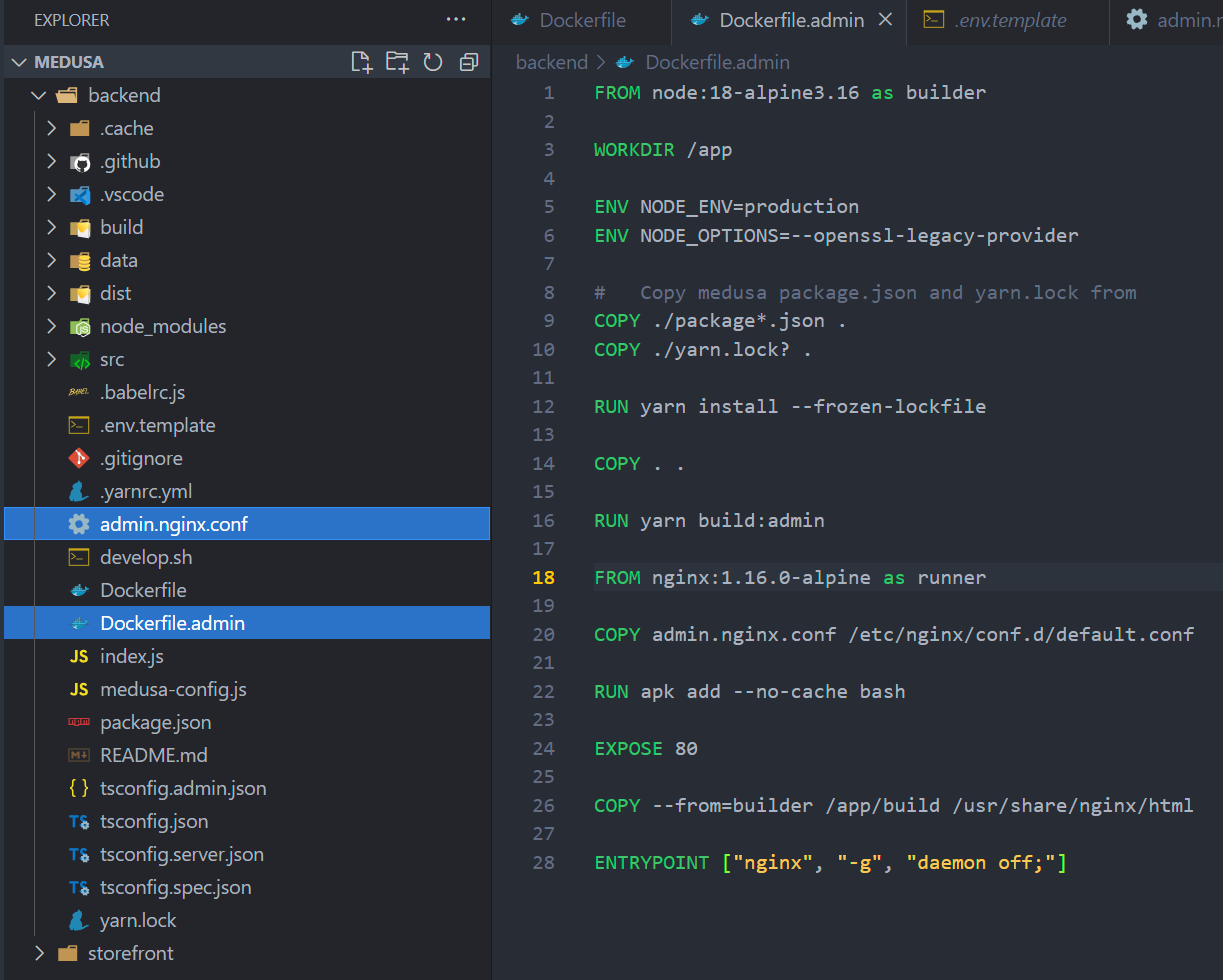 EXPLORER
MEDUSA
backend
.cache
.github
.vscode
build
data
dist
node_modules
src
BABEL .babelrc.js
.env.template
.gitignore
.yarnrc.yml
admin.nginx.conf
develop.sh
Dockerfile
Dockerfile.admin
JS index.js
JS medusa-config.js
npm package.json
README.md
{ } tsconfig.admin.json
TS tsconfig.json
TS tsconfig.server.json
TS tsconfig.spec.json
yarn.lock
storefront
Dockerfile Dockerfile.admin .env.template admin.n
backend > Dockerfile.admin
1 FROM node:18-alpine3.16 as builder
2
3 WORKDIR /app
4
5 ENV NODE_ENV=production
6 ENV NODE_OPTIONS=--openssl-legacy-provider
7
8 #   Copy medusa package.json and yarn.lock from
9 COPY ./package*.json .
10 COPY ./yarn.lock? .
11
12 RUN yarn install --frozen-lockfile
13
14 COPY . .
15
16 RUN yarn build:admin
17
18 FROM nginx:1.16.0-alpine as runner
19
20 COPY admin.nginx.conf /etc/nginx/conf.d/default.conf
21
22 RUN apk add --no-cache bash
23
24 EXPOSE 80
25
26 COPY --from=builder /app/build /usr/share/nginx/html
27
28 ENTRYPOINT ["nginx", "-g", "daemon off;"]